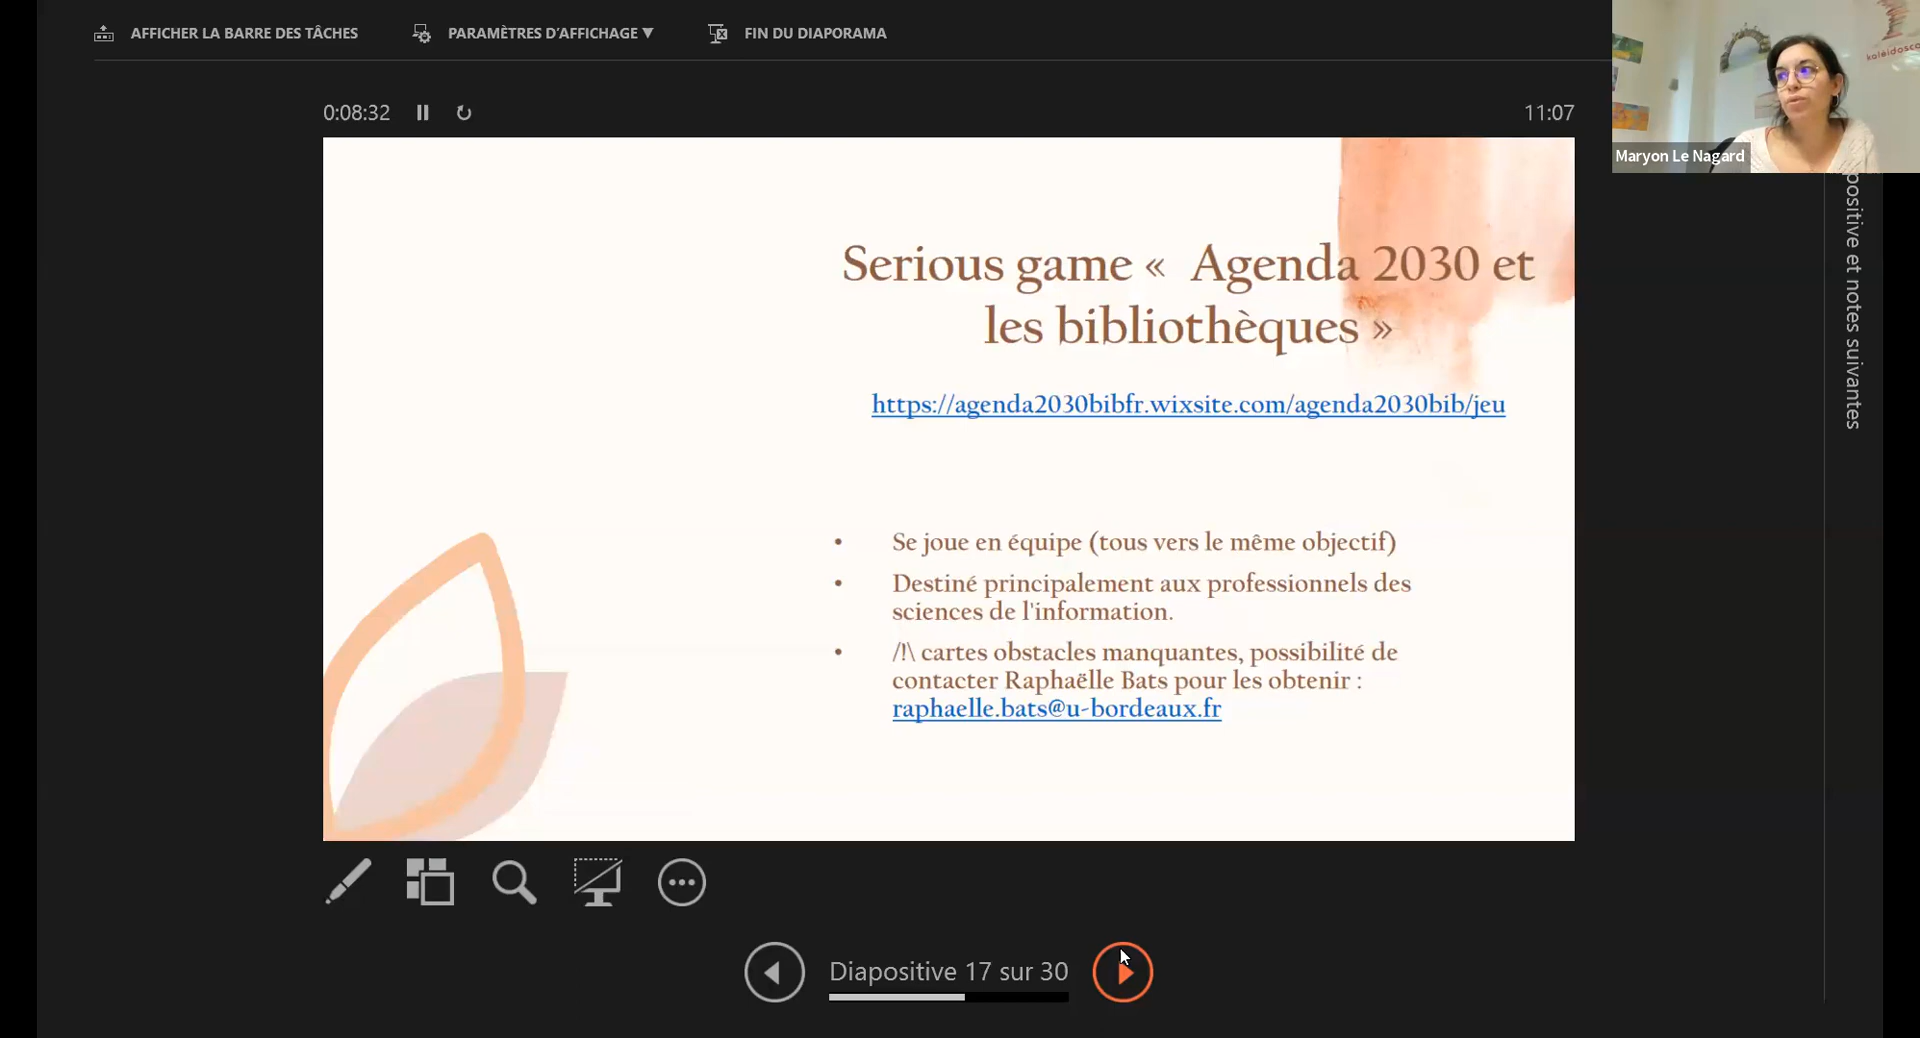 AFFICHER LA BARRE DES TÂCHES
PARAMÈTRES D'AFFICHAGE ▼
FIN DU DIAPORAMA
0:08:32
11:07
Maryon Le Nagard
Serious game «  Agenda 2030 et
les bibliothèques »
https://agenda2030bibfr.wixsite.com/agenda2030bib/jeu
• Se joue en équipe (tous vers le même objectif)
• Destiné principalement aux professionnels des
sciences de l'information.
• /!\ cartes obstacles manquantes, possibilité de
contacter Raphaëlle Bats pour les obtenir :
raphaelle.bats@u-bordeaux.fr
Diapositive 17 sur 30
positive et notes suivantes